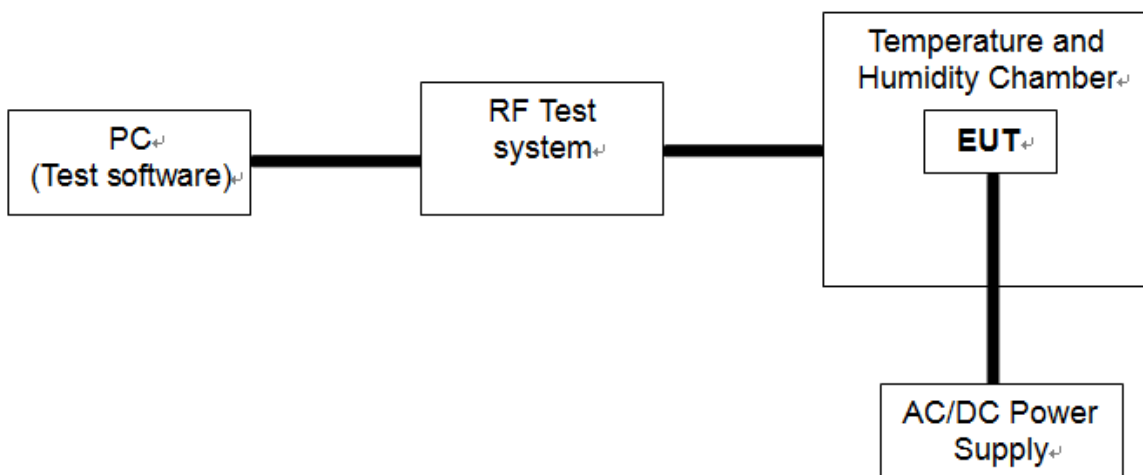 PC
(Test software)
RF Test
system
Temperature and
Humidity Chamber
EUT
AC/DC Power
Supply